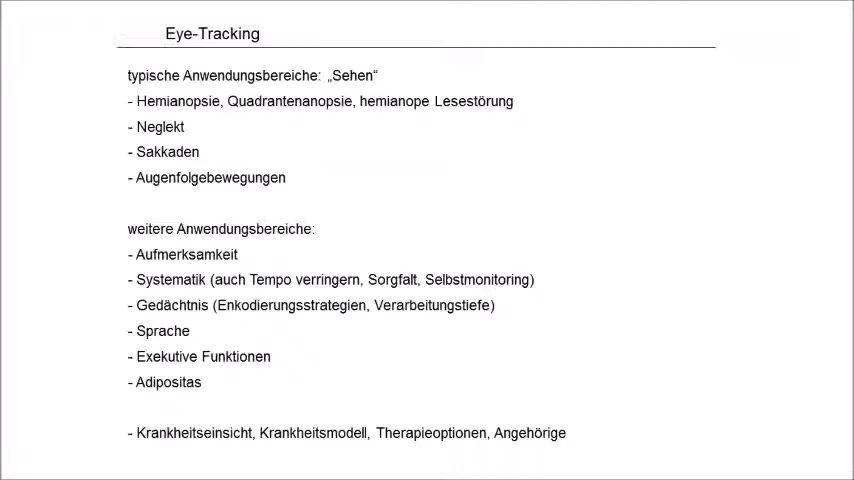 Eye-Tracking
typische Anwendungsbereiche: „Sehen“
- Hemianopsie, Quadrantenanopsie, hemianope Lesestörung
- Neglekt
- Sakkaden
- Augenfolgebewegungen
weitere Anwendungsbereiche:
- Aufmerksamkeit
- Systematik (auch Tempo verringern, Sorgfalt, Selbstmonitoring)
- Gedächtnis (Enkodierungsstrategien, Verarbeitungstiefe)
- Sprache
- Exekutive Funktionen
- Adipositas
- Krankheitseinsicht, Krankheitsmodell, Therapieoptionen, Angehörige